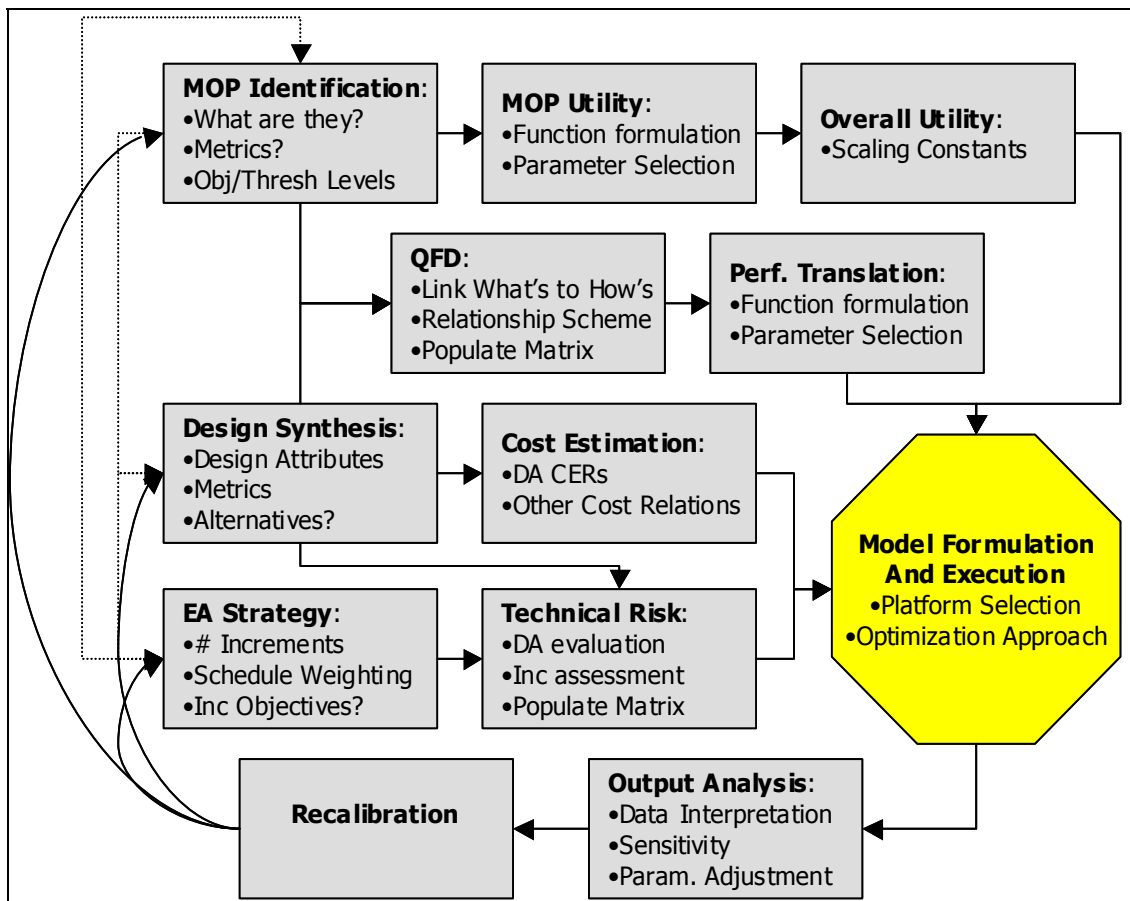 MOP Identification:
•What are they?
•Metrics?
•Obj/Thresh Levels
MOP Utility:
•Function formulation
•Parameter Selection
Overall Utility:
•Scaling Constants
QFD:
•Link What's to How's
•Relationship Scheme
•Populate Matrix
Perf. Translation:
•Function formulation
•Parameter Selection
Design Synthesis:
•Design Attributes
•Metrics
•Alternatives?
Cost Estimation:
•DA CERs
•Other Cost Relations
Model Formulation
And Execution
•Platform Selection
•Optimization Approach
EA Strategy:
•# Increments
•Schedule Weighting
•Inc Objectives?
Technical Risk:
•DA evaluation
•Inc assessment
•Populate Matrix
Recalibration
Output Analysis:
•Data Interpretation
•Sensitivity
•Param. Adjustment